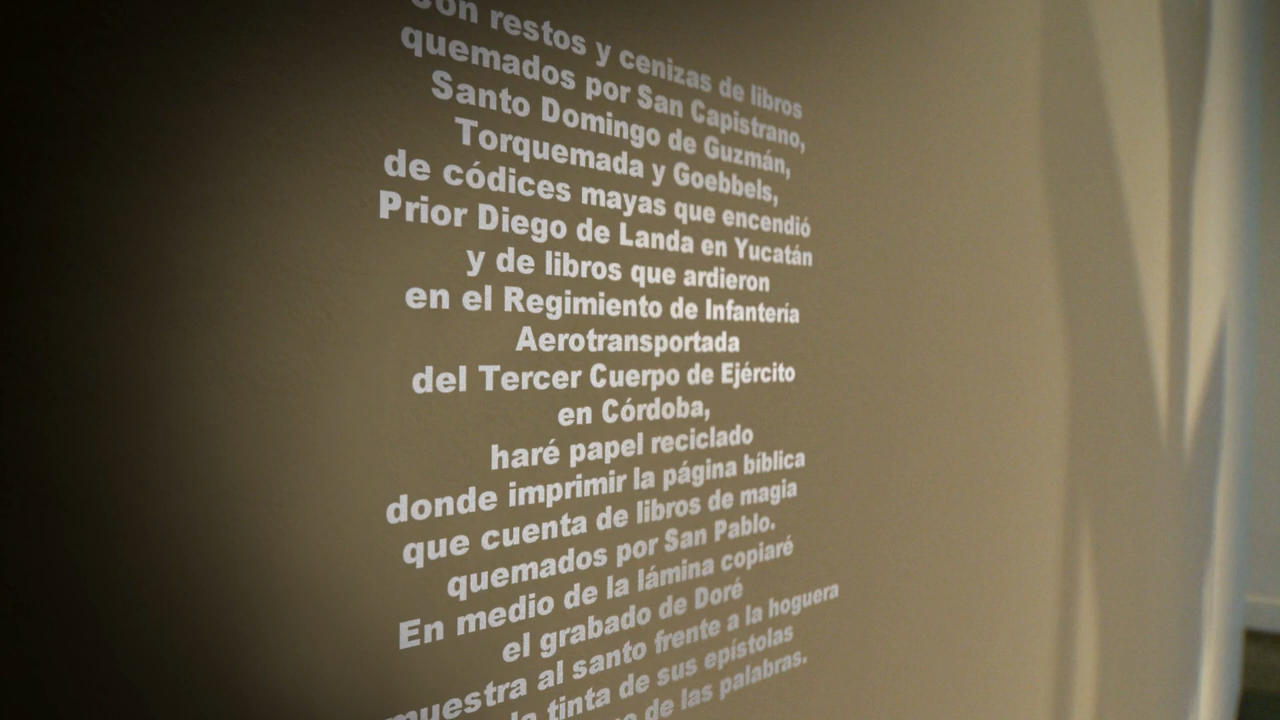 Con restos y cenizas de libros
quemados por San Capistrano,
Santo Domingo de Guzmán,
Torquemada y Goebbels,
de códices mayas que encendió
Prior Diego de Landa en Yucatán
y de libros que ardieron
en el Regimiento de Infantería
Aerotransportada
del Tercer Cuerpo de Ejército
en Córdoba,
haré papel reciclado
donde imprimir la página bíblica
que cuenta de libros de magia
quemados por San Pablo.
En medio de la lámina copiaré
el grabado de Doré
muestra al santo frente a la hoguera
la tinta de sus epístolas
de las palabras.